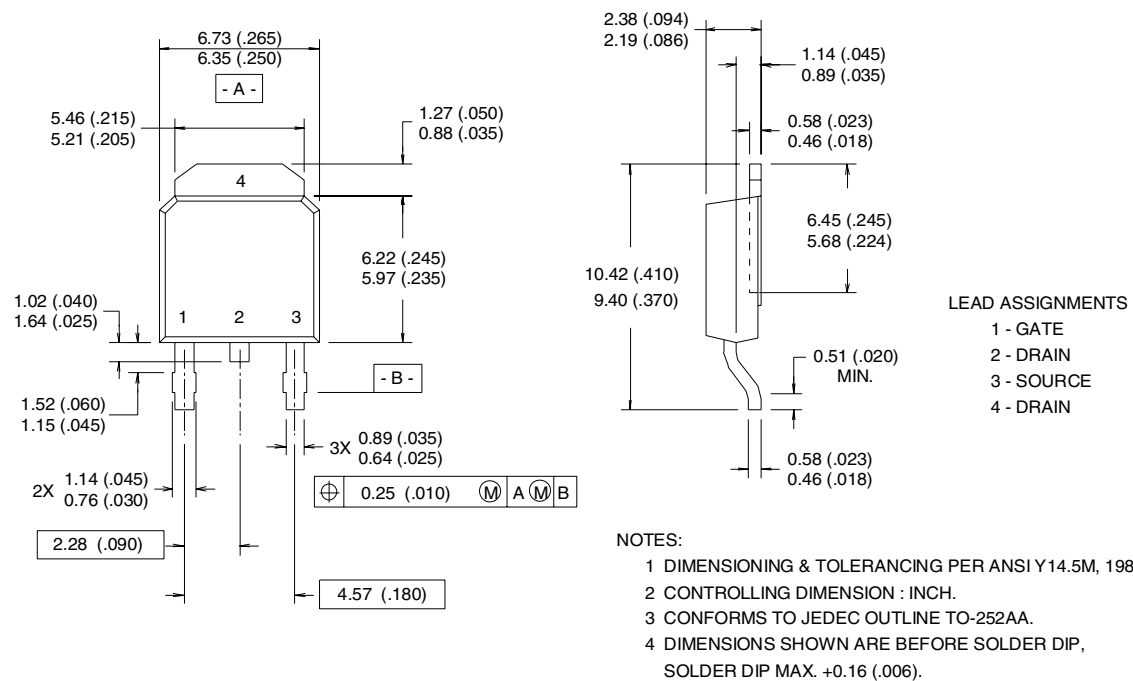 6.73 (.265)
6.35 (.250)
- A -
5.46 (.215)
5.21 (.205)
1.27 (.050)
0.88 (.035)
4
6.22 (.245)
5.97 (.235)
1.02 (.040)
1.64 (.025)
1 2 3
- B -
1.52 (.060)
1.15 (.045)
3X 0.89 (.035)
0.64 (.025)
2X 1.14 (.045)
0.76 (.030)
⌖ 0.25 (.010) Ⓜ A Ⓜ B
2.28 (.090)
4.57 (.180)
2.38 (.094)
2.19 (.086)
1.14 (.045)
0.89 (.035)
0.58 (.023)
0.46 (.018)
6.45 (.245)
5.68 (.224)
10.42 (.410)
9.40 (.370)
0.51 (.020)
MIN.
0.58 (.023)
0.46 (.018)
LEAD ASSIGNMENTS
1 - GATE
2 - DRAIN
3 - SOURCE
4 - DRAIN
NOTES:
1 DIMENSIONING & TOLERANCING PER ANSI Y14.5M, 198
2 CONTROLLING DIMENSION : INCH.
3 CONFORMS TO JEDEC OUTLINE TO-252AA.
4 DIMENSIONS SHOWN ARE BEFORE SOLDER DIP,
SOLDER DIP MAX. +0.16 (.006).